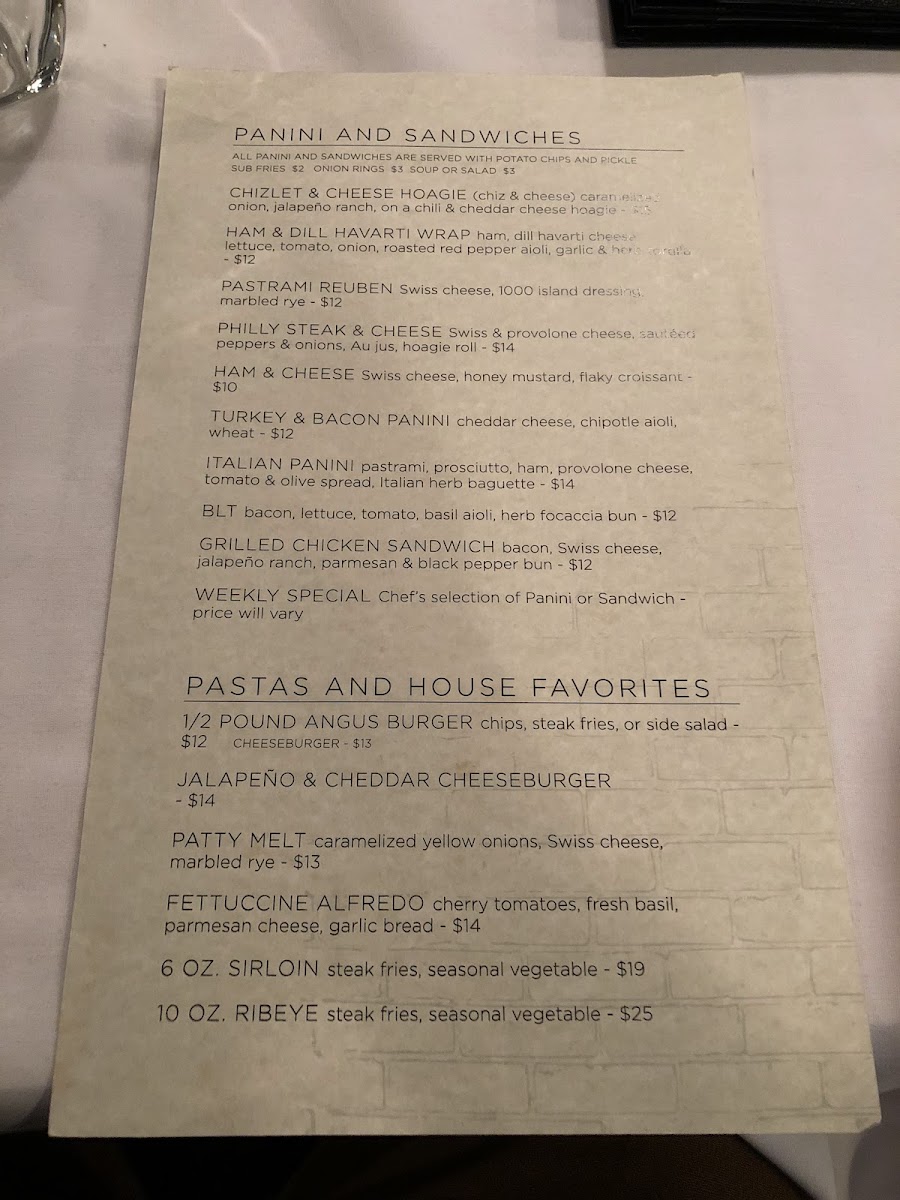 PANINI AND SANDWICHES
ALL PANINI AND SANDWICHES ARE SERVED WITH POTATO CHIPS AND PICKLE
SUB FRIES $2 ONION RINGS $3 SOUP OR SALAD $3
CHIZLET & CHEESE HOAGIE (chiz & cheese) caramelized
onion, jalapeño ranch, on a chili & cheddar cheese hoagie -
HAM & DILL HAVARTI WRAP ham, dill havarti cheese
lettuce, tomato, onion, roasted red pepper aioli, garlic &
- $12
PASTRAMI REUBEN Swiss cheese, 1000 island dressing,
marbled rye - $12
PHILLY STEAK & CHEESE Swiss & provolone cheese, sautéed
peppers & onions, Au jus, hoagie roll - $14
HAM & CHEESE Swiss cheese, honey mustard, flaky croissant -
$10
TURKEY & BACON PANINI cheddar cheese, chipotle aioli,
wheat - $12
ITALIAN PANINI pastrami, prosciutto, ham, provolone cheese,
tomato & olive spread, Italian herb baguette - $14
BLT bacon, lettuce, tomato, basil aioli, herb focaccia bun - $12
GRILLED CHICKEN SANDWICH bacon, Swiss cheese,
jalapeño ranch, parmesan & black pepper bun - $12
WEEKLY SPECIAL Chef's selection of Panini or Sandwich -
price will vary
PASTAS AND HOUSE FAVORITES
1/2 POUND ANGUS BURGER chips, steak fries, or side salad -
$12 CHEESEBURGER - $13
JALAPEÑO & CHEDDAR CHEESEBURGER
- $14
PATTY MELT caramelized yellow onions, Swiss cheese,
marbled rye - $13
FETTUCCINE ALFREDO cherry tomatoes, fresh basil,
parmesan cheese, garlic bread - $14
6 OZ. SIRLOIN steak fries, seasonal vegetable - $19
10 OZ. RIBEYE steak fries, seasonal vegetable - $25